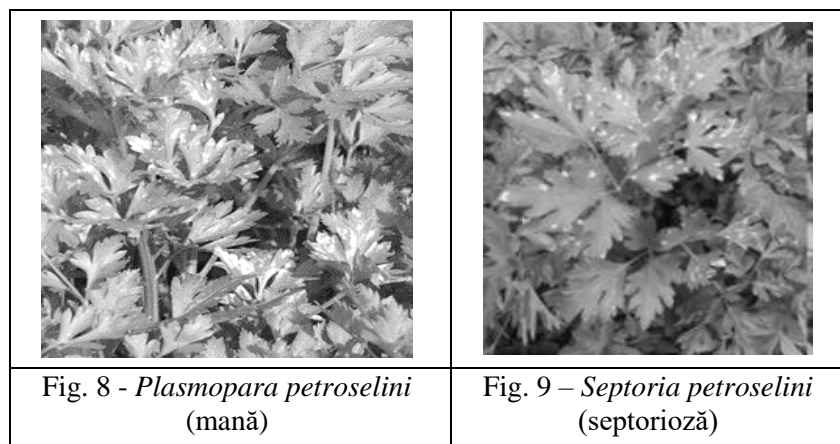 Fig. 8 - Plasmopara petroselini
(mană)
Fig. 9 – Septoria petroselini
(septorioză)